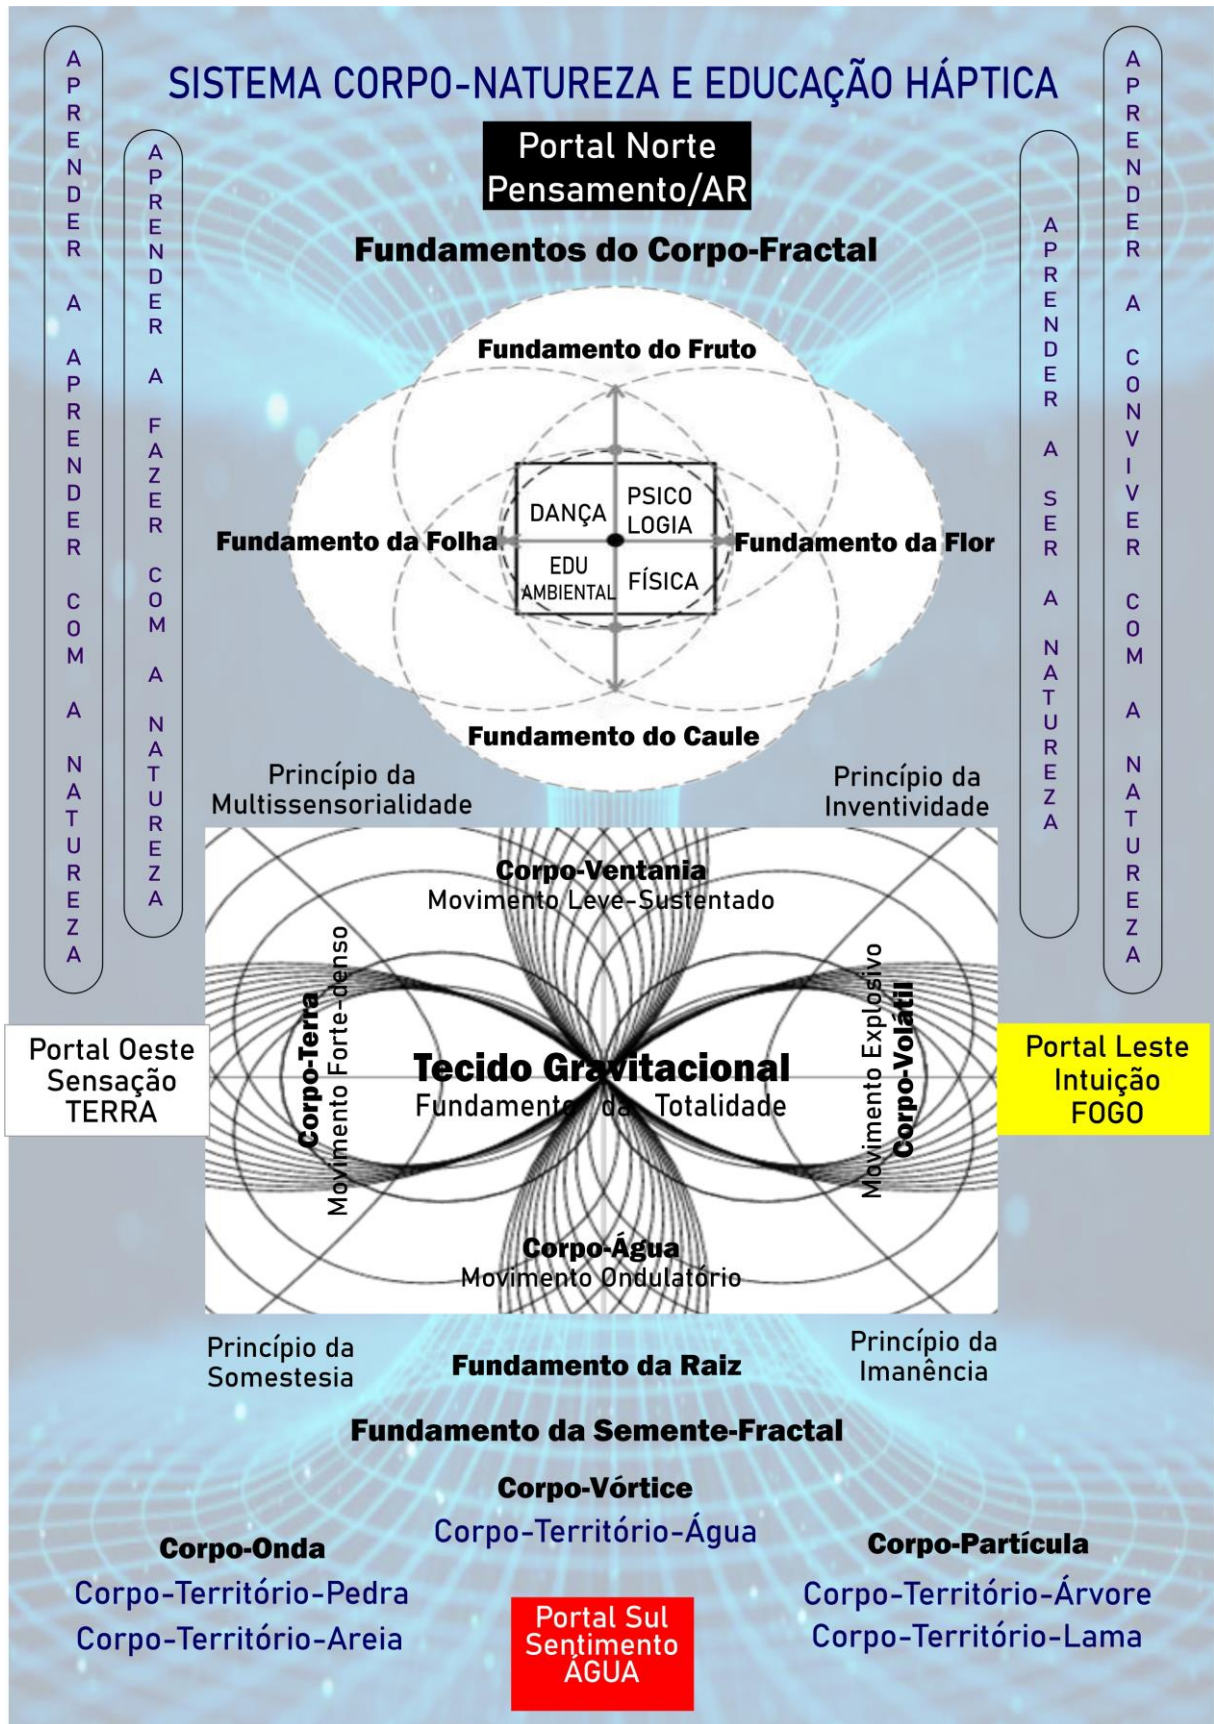 SISTEMA CORPO-NATUREZA E EDUCAÇÃO HÁPTICA
APRENDER A APRENDER COM A NATUREZA
APRENDER A FAZER COM A NATUREZA
APRENDER A SER A NATUREZA
APRENDER A CONVIVER COM A NATUREZA
Portal Norte
Pensamento/AR
Fundamentos do Corpo-Fractal
Fundamento do Fruto
DANÇA
PSICO
LOGIA
Fundamento da Folha
Fundamento da Flor
EDU
AMBIENTAL
FÍSICA
Fundamento do Caule
Princípio da
Multissensorialidade
Princípio da
Inventividade
Corpo-Ventania
Movimento Leve-Sustentado
Corpo-Terra
Movimento Forte-denso
Movimento Explosivo
Corpo-Volátil
Portal Oeste
Sensação
TERRA
Tecido Gravitacional
Fundamento da Totalidade
Portal Leste
Intuição
FOGO
Corpo-Água
Movimento Ondulatório
Princípio da
Somestesia
Princípio da
Imanência
Fundamento da Raiz
Fundamento da Semente-Fractal
Corpo-Vórtice
Corpo-Território-Água
Corpo-Onda
Corpo-Território-Pedra
Corpo-Território-Areia
Corpo-Partícula
Corpo-Território-Árvore
Corpo-Território-Lama
Portal Sul
Sentimento
ÁGUA